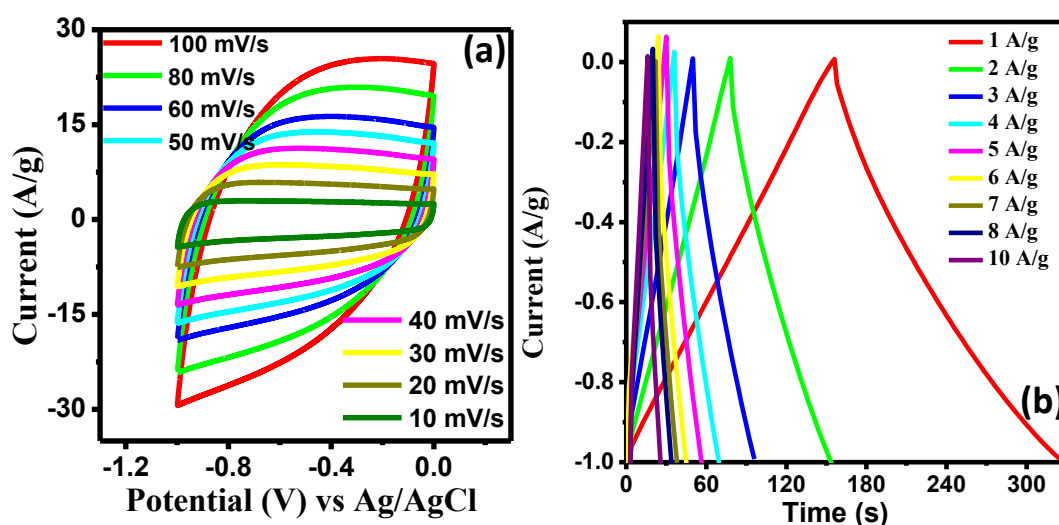 (a)
30
15
0
-15
-30
Current (A/g)
100 mV/s
80 mV/s
60 mV/s
50 mV/s
40 mV/s
30 mV/s
20 mV/s
10 mV/s
-1.2 -0.8 -0.4 0.0
Potential (V) vs Ag/AgCl
(b)
0.0
-0.2
-0.4
-0.6
-0.8
-1.0
Current (A/g)
1 A/g
2 A/g
3 A/g
4 A/g
5 A/g
6 A/g
7 A/g
8 A/g
10 A/g
0 60 120 180 240 300
Time (s)